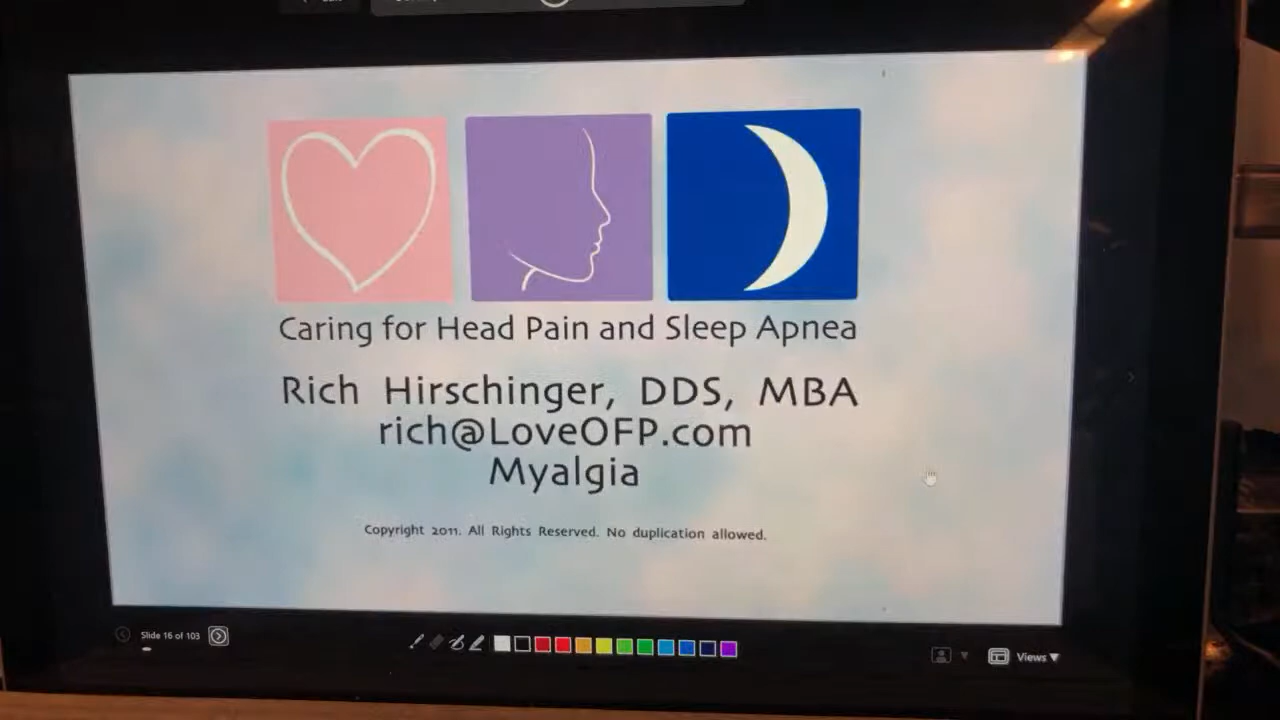 Caring for Head Pain and Sleep Apnea
Rich Hirschinger, DDS, MBA
rich@LoveOFP.com
Myalgia
Copyright 2011. All Rights Reserved. No duplication allowed.
Slide 16 of 103
Views